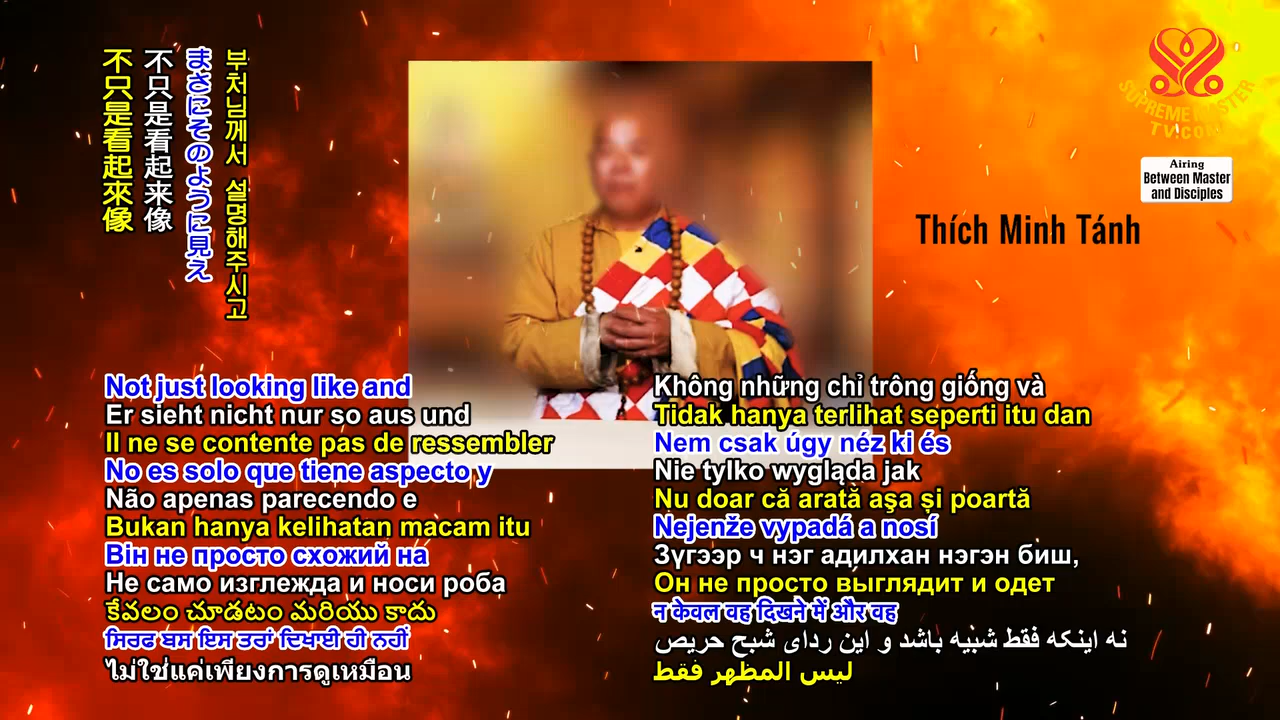 不只是看起來像
不只是看起来像
まさにそのように見え
부처님께서 설명해주시고
SUPREME MASTER
TV.COM
Airing
Between Master
and Disciples
Thích Minh Tánh
Not just looking like and
Er sieht nicht nur so aus und
Il ne se contente pas de ressembler
No es solo que tiene aspecto y
Não apenas parecendo e
Bukan hanya kelihatan macam itu
Він не просто схожий на
Не само изглежда и носи роба
కేవలం చూడటం మరియు కాదు
ਸਿਰਫ ਬਸ ਇਸ ਤਰਾਂ ਦਿਖਾਈ ਹੀ ਨਹੀਂ
ไม่ใช่แค่เพียงการดูเหมือน
Không những chỉ trông giống và
Tidak hanya terlihat seperti itu dan
Nem csak úgy néz ki és
Nie tylko wygląda jak
Nu doar că arată aşa și poartă
Nejenže vypadá a nosí
Зүгээр ч нэг адилхан нэгэн биш,
Он не просто выглядит и одет
न केवल वह दिखने में और वह
نه اینکه فقط شبیه باشد و این ردای شبح حریص
ليس المظهر فقط